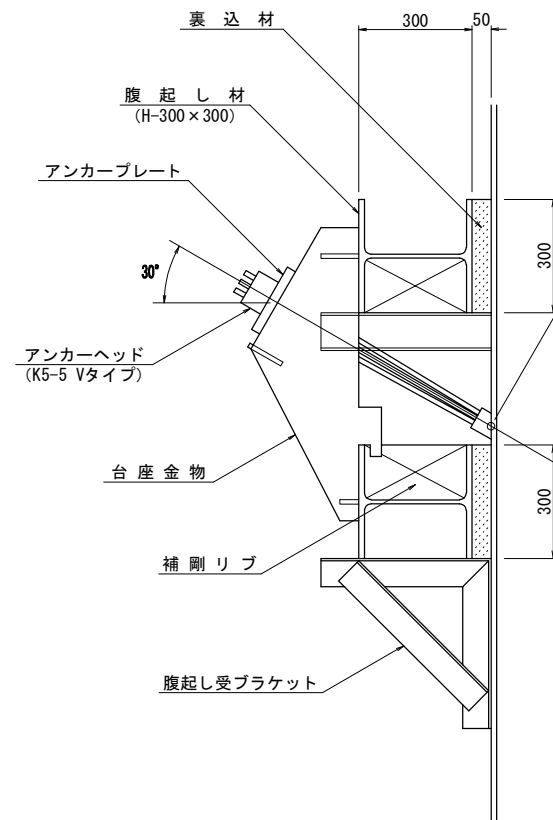 裏込材
300
50
腹起し材
(H-300×300)
アンカープレート
30°
300
アンカーヘッド
(K5-5 Vタイプ)
台座金物
300
補剛リブ
腹起し受ブラケット